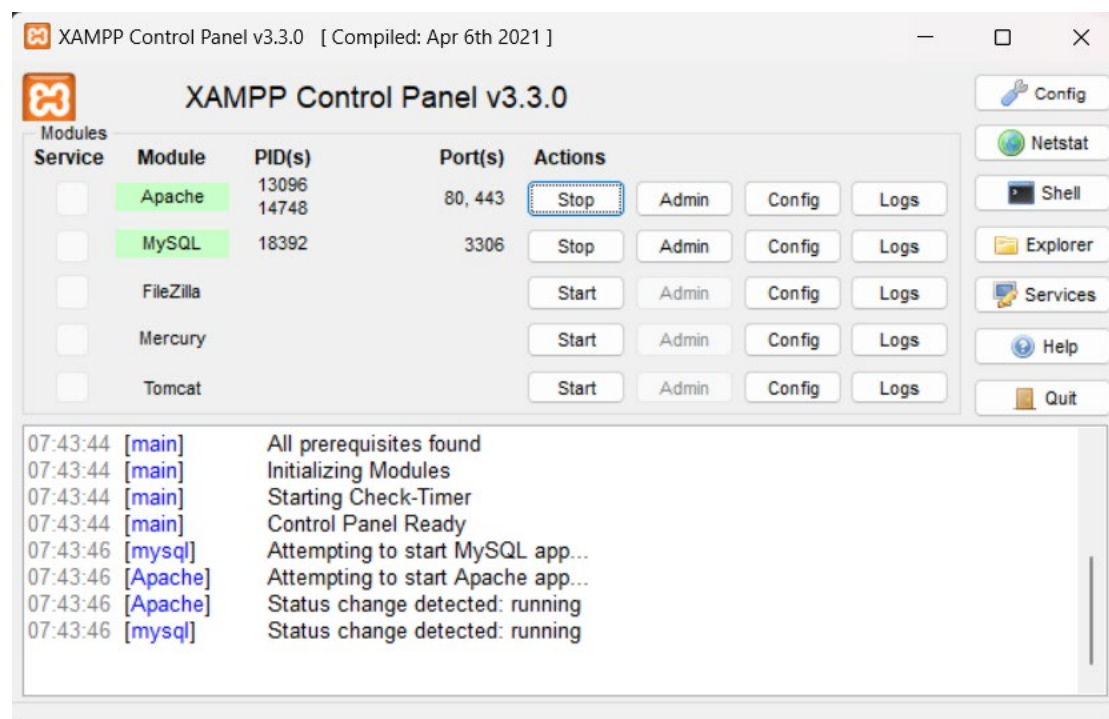 XAMPP Control Panel v3.3.0 [ Compiled: Apr 6th 2021 ]
XAMPP Control Panel v3.3.0
Config
Modules
Service Module PID(s) Port(s) Actions
Netstat
Apache 13096 14748 80, 443 Stop Admin Config Logs
Shell
MySQL 18392 3306 Stop Admin Config Logs
Explorer
FileZilla Start Admin Config Logs
Services
Mercury Start Admin Config Logs
Help
Tomcat Start Admin Config Logs
Quit
07:43:44 [main] All prerequisites found
07:43:44 [main] Initializing Modules
07:43:44 [main] Starting Check-Timer
07:43:44 [main] Control Panel Ready
07:43:46 [mysql] Attempting to start MySQL app...
07:43:46 [Apache] Attempting to start Apache app...
07:43:46 [Apache] Status change detected: running
07:43:46 [mysql] Status change detected: running